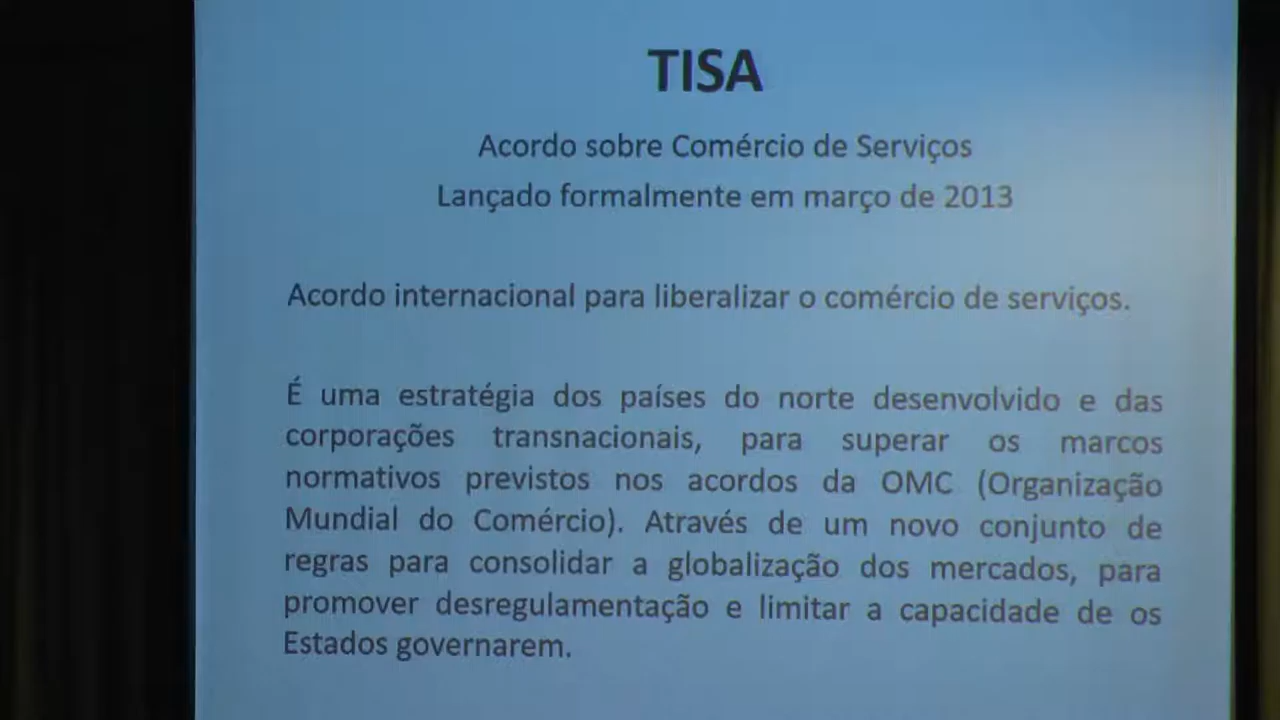 TISA
Acordo sobre Comércio de Serviços
Lançado formalmente em março de 2013
Acordo internacional para liberalizar o comércio de serviços.
É uma estratégia dos países do norte desenvolvido e das
corporações transnacionais, para superar os marcos
normativos previstos nos acordos da OMC (Organização
Mundial do Comércio). Através de um novo conjunto de
regras para consolidar a globalização dos mercados, para
promover desregulamentação e limitar a capacidade de os
Estados governarem.